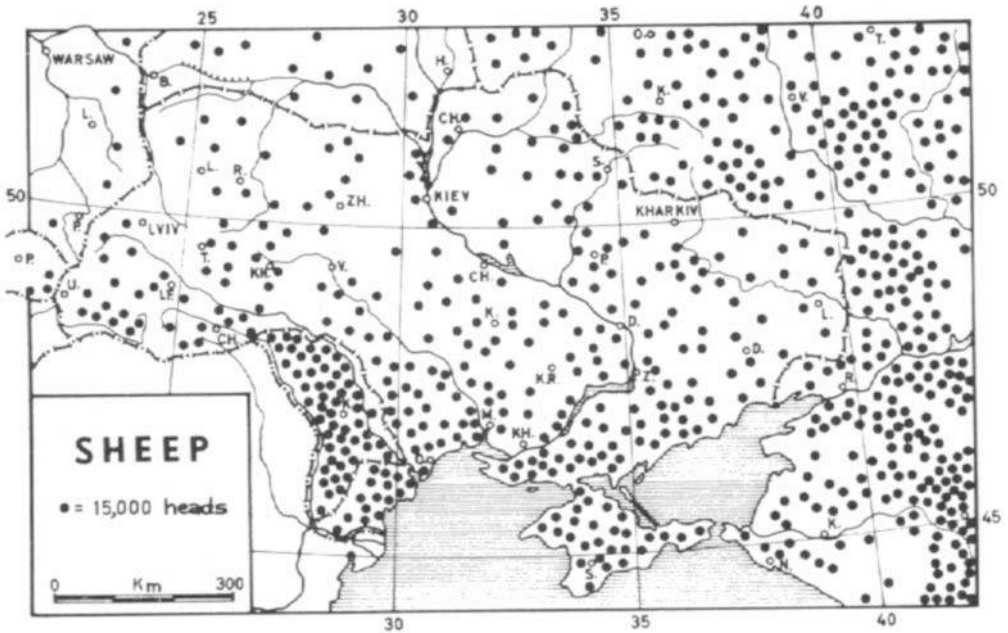 25 30 35 40
WARSAW
B.
H.
O.
T.
L.
CH.
K.
V.
L.
R.
S.
50
ZH.
KIEV
50
P.
LVIV
KHARKIV
P.
T.
KH.
V.
CH.
P.
U.
I.F.
K.
D.
L.
CH.
K.R.
D.
Z.
R.
K.
M.
KH.
O.
SHEEP
● = 15,000 heads
0 Km 300
45
K.
S.
N.
30 35 40